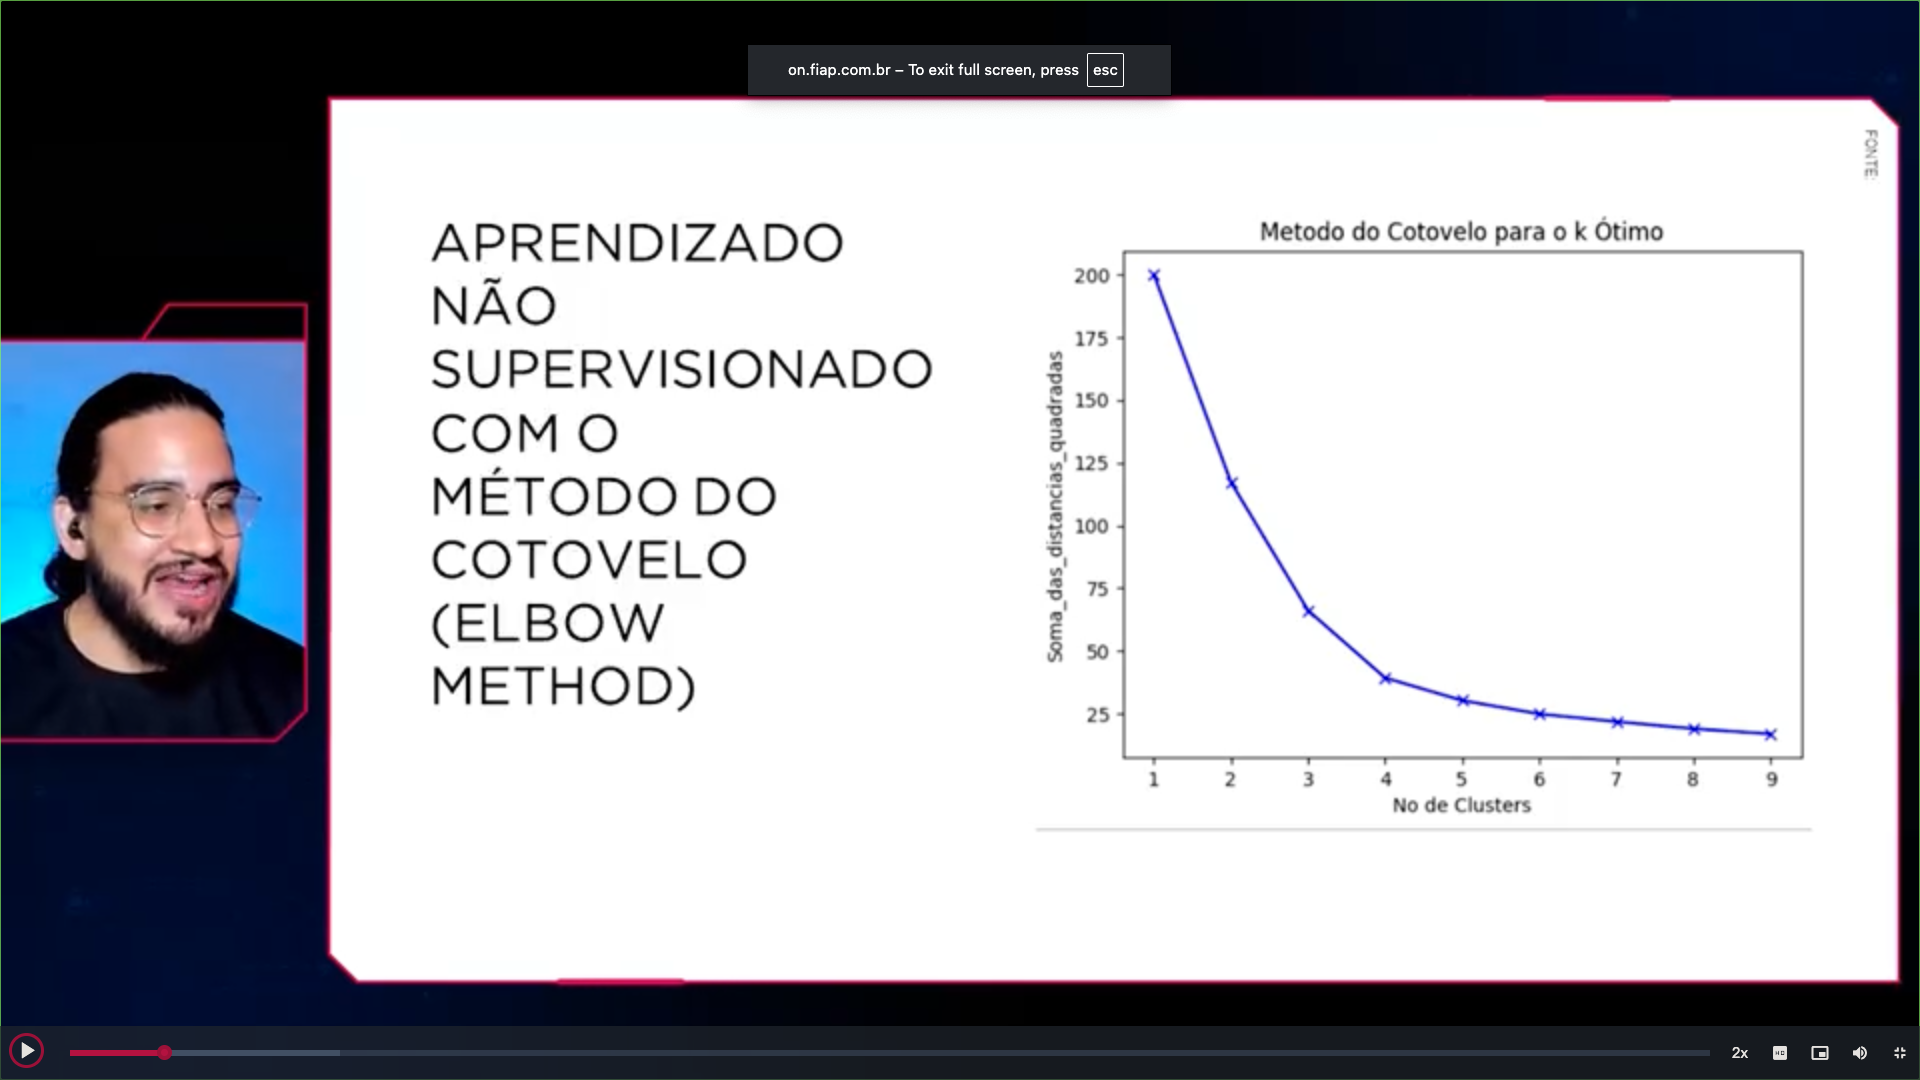 on.fiap.com.br – To exit full screen, press esc
FONTE:
APRENDIZADO
NÃO
SUPERVISIONADO
COM O
MÉTODO DO
COTOVELO
(ELBOW
METHOD)
Metodo do Cotovelo para o k Ótimo
Soma_das_distancias_quadradas
200
175
150
125
100
75
50
25
1 2 3 4 5 6 7 8 9
No de Clusters
2x
HD